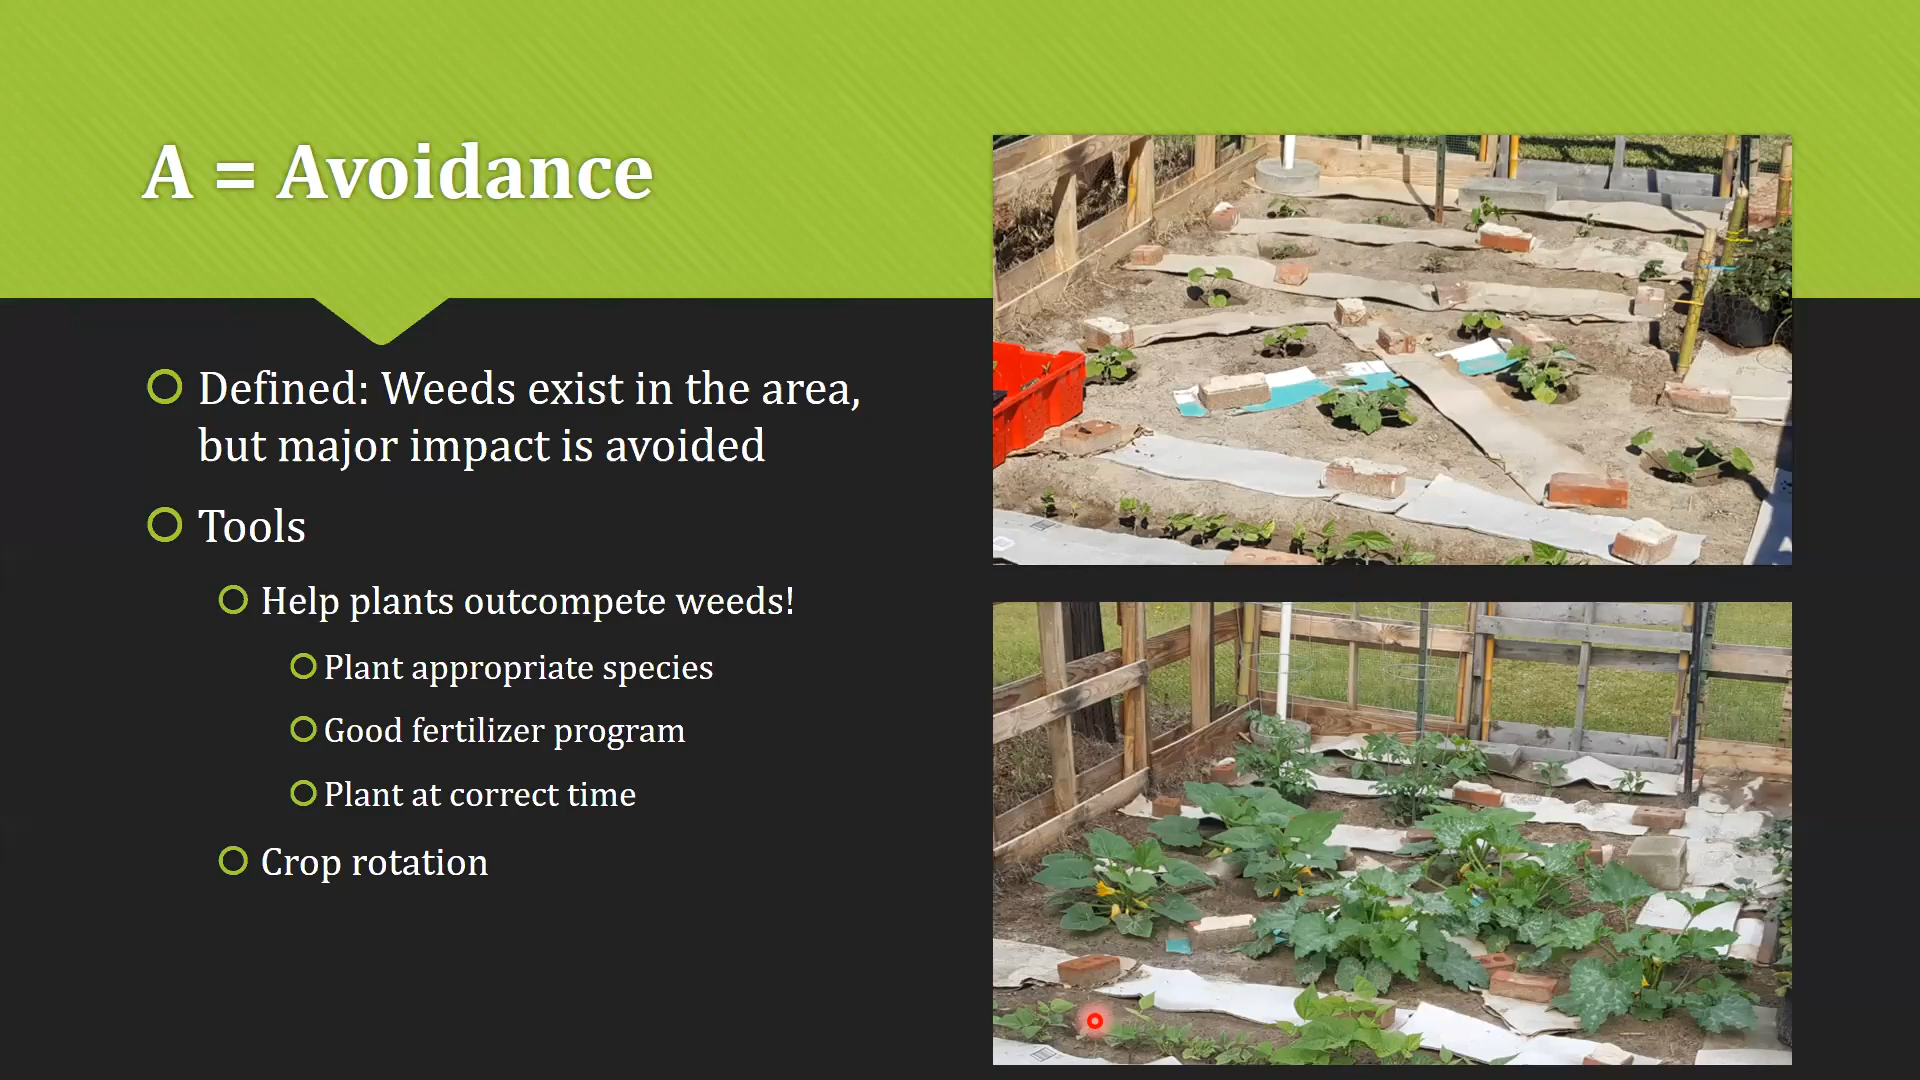 A = Avoidance
Defined: Weeds exist in the area,
but major impact is avoided
Tools
Help plants outcompete weeds!
Plant appropriate species
Good fertilizer program
Plant at correct time
Crop rotation